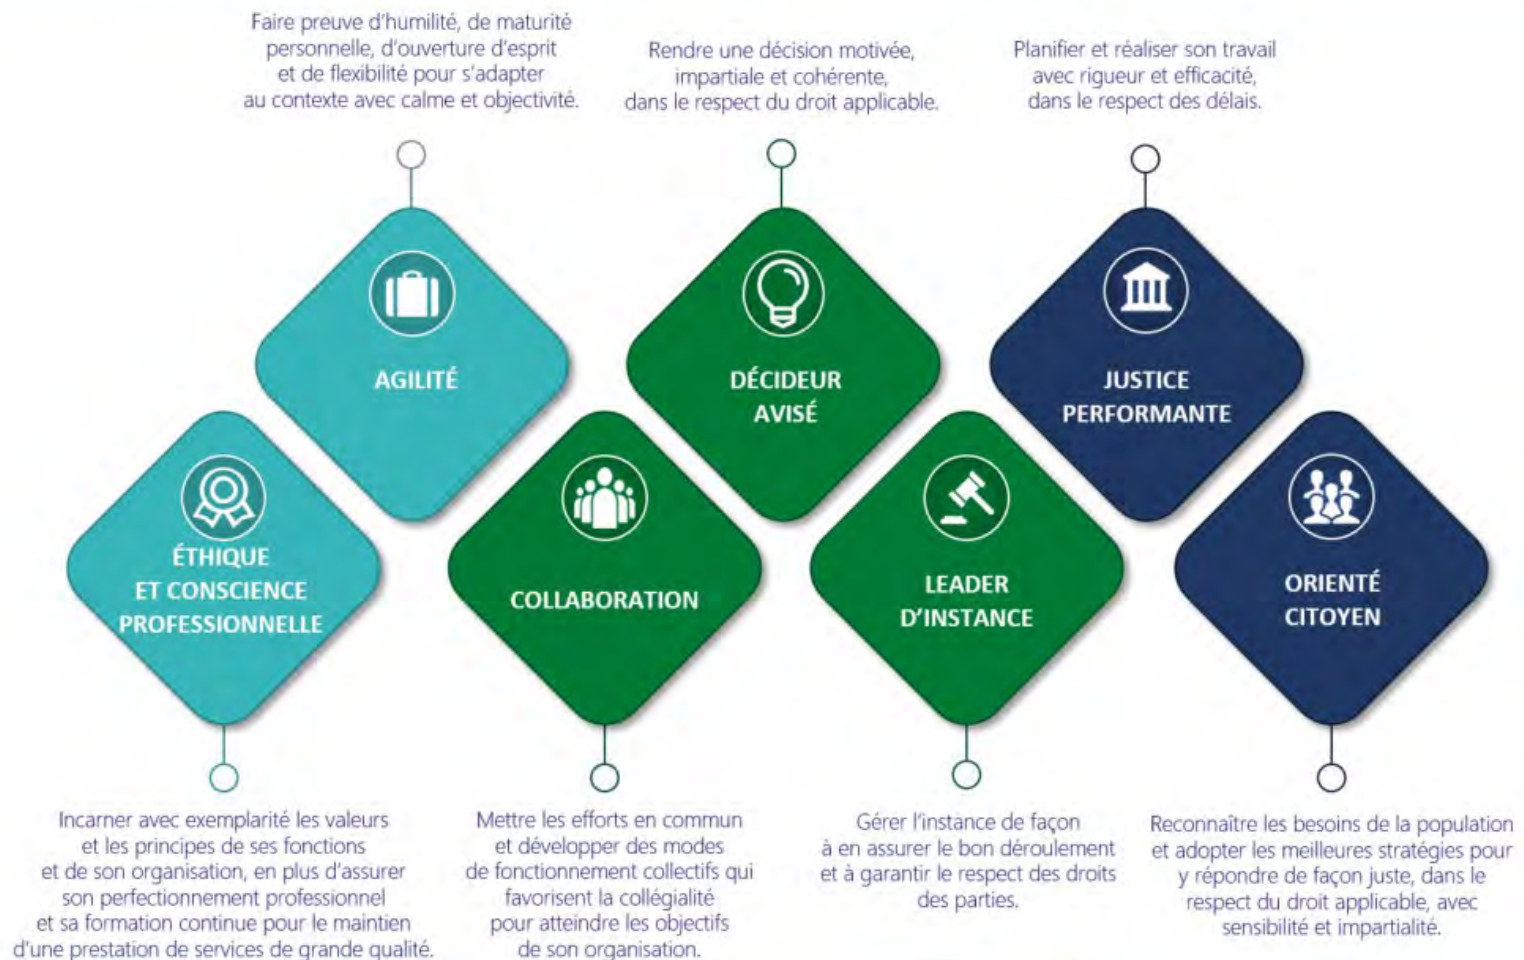 Faire preuve d'humilité, de maturité
personnelle, d'ouverture d'esprit
et de flexibilité pour s'adapter
au contexte avec calme et objectivité.
Rendre une décision motivée,
impartiale et cohérente,
dans le respect du droit applicable.
Planifier et réaliser son travail
avec rigueur et efficacité,
dans le respect des délais.
AGILITÉ
DÉCIDEUR
AVISÉ
JUSTICE
PERFORMANTE
ÉTHIQUE
ET CONSCIENCE
PROFESSIONNELLE
COLLABORATION
LEADER
D'INSTANCE
ORIENTÉ
CITOYEN
Incarner avec exemplarité les valeurs
et les principes de ses fonctions
et de son organisation, en plus d'assurer
son perfectionnement professionnel
et sa formation continue pour le maintien
d'une prestation de services de grande qualité.
Mettre les efforts en commun
et développer des modes
de fonctionnement collectifs qui
favorisent la collégialité
pour atteindre les objectifs
de son organisation.
Gérer l'instance de façon
à en assurer le bon déroulement
et à garantir le respect des droits
des parties.
Reconnaître les besoins de la population
et adopter les meilleures stratégies pour
y répondre de façon juste, dans le
respect du droit applicable, avec
sensibilité et impartialité.